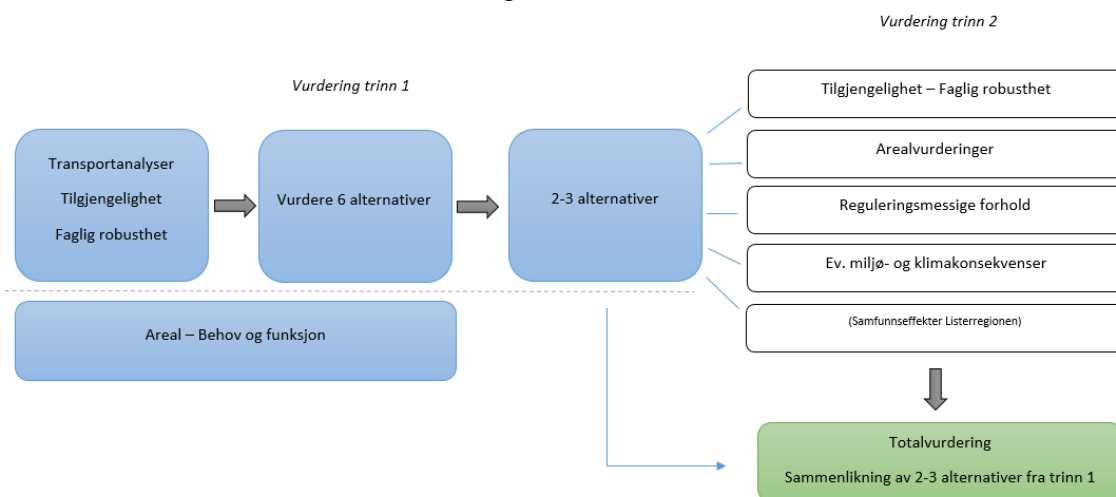 Vurdering trinn 1
Vurdering trinn 2
Transportanalyser
Tilgjengelighet
Faglig robusthet
Vurdere 6 alternativer
2-3 alternativer
Areal – Behov og funksjon
Tilgjengelighet – Faglig robusthet
Arealvurderinger
Reguleringsmessige forhold
Ev. miljø- og klimakonsekvenser
(Samfunnseffekter Listerregionen)
Totalvurdering
Sammenlikning av 2-3 alternativer fra trinn 1